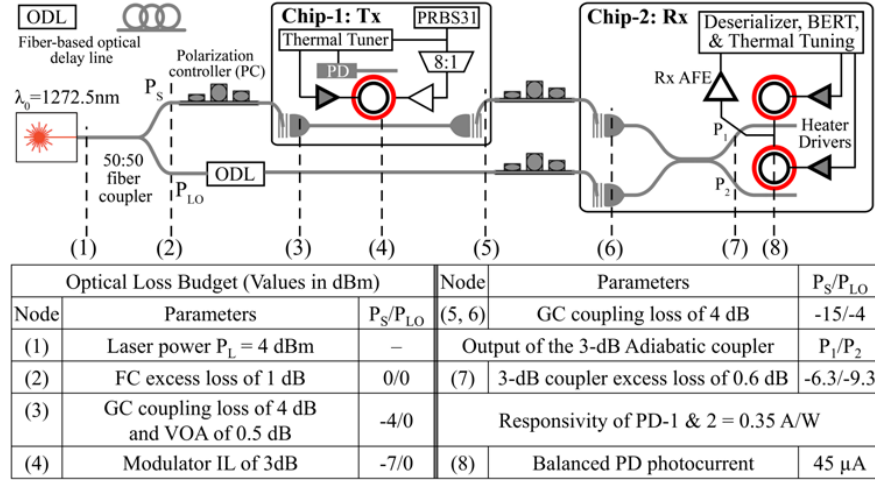 ODL
Fiber-based optical
delay line
Polarization
controller (PC)
λ0=1272.5nm
PS
50:50
fiber
coupler
PLO
ODL
Chip-1: Tx
PRBS31
Thermal Tuner
PD
8:1
Chip-2: Rx
Deserializer, BERT,
& Thermal Tuning
Rx AFE
P1
Heater
Drivers
P2
(1) (2) (3) (4) (5) (6) (7) (8)
Optical Loss Budget (Values in dBm)
Node Parameters PS/PLO
(1) Laser power PL = 4 dBm –
(2) FC excess loss of 1 dB 0/0
(3) GC coupling loss of 4 dB
and VOA of 0.5 dB -4/0
(4) Modulator IL of 3dB -7/0
Node Parameters PS/PLO
(5, 6) GC coupling loss of 4 dB -15/-4
Output of the 3-dB Adiabatic coupler P1/P2
(7) 3-dB coupler excess loss of 0.6 dB -6.3/-9.3
Responsivity of PD-1 & 2 = 0.35 A/W
(8) Balanced PD photocurrent 45 µA